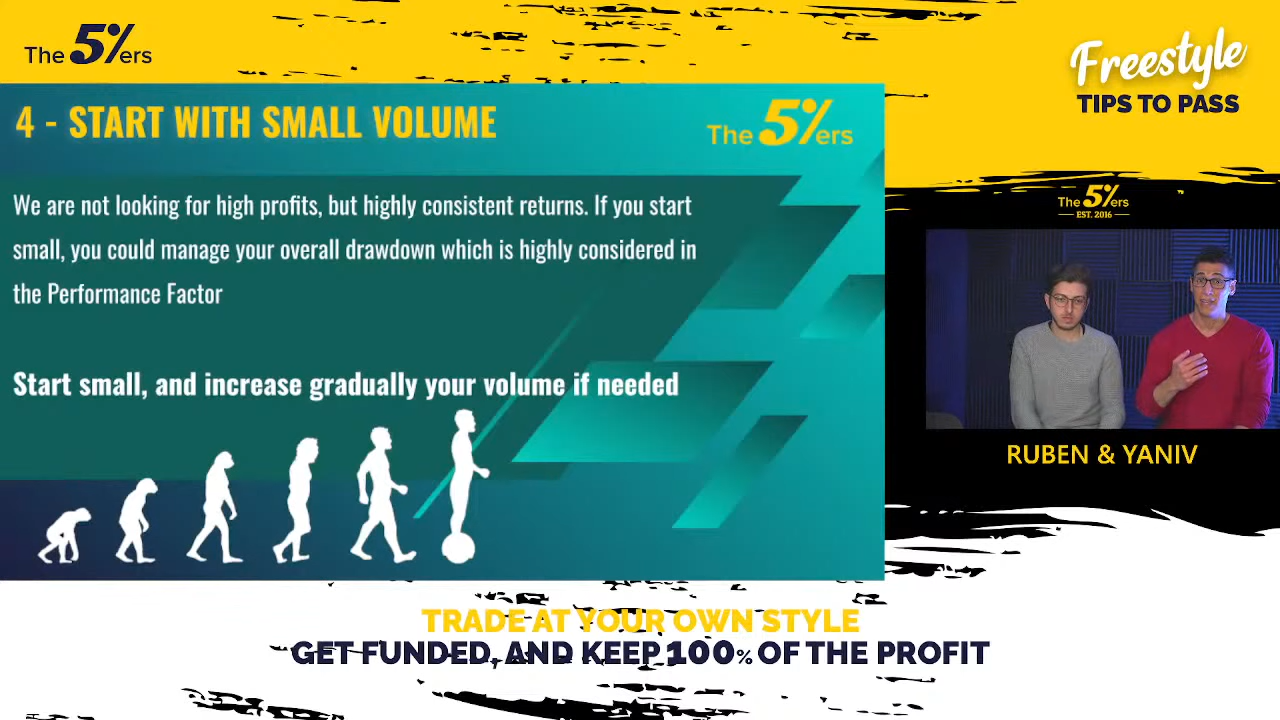 The 5%ers
Freestyle
TIPS TO PASS
4 - START WITH SMALL VOLUME
The 5%ers
We are not looking for high profits, but highly consistent returns. If you start
small, you could manage your overall drawdown which is highly considered in
the Performance Factor
Start small, and increase gradually your volume if needed
The 5%ers
EST. 2016
RUBEN & YANIV
TRADE AT YOUR OWN STYLE
GET FUNDED, AND KEEP 100% OF THE PROFIT